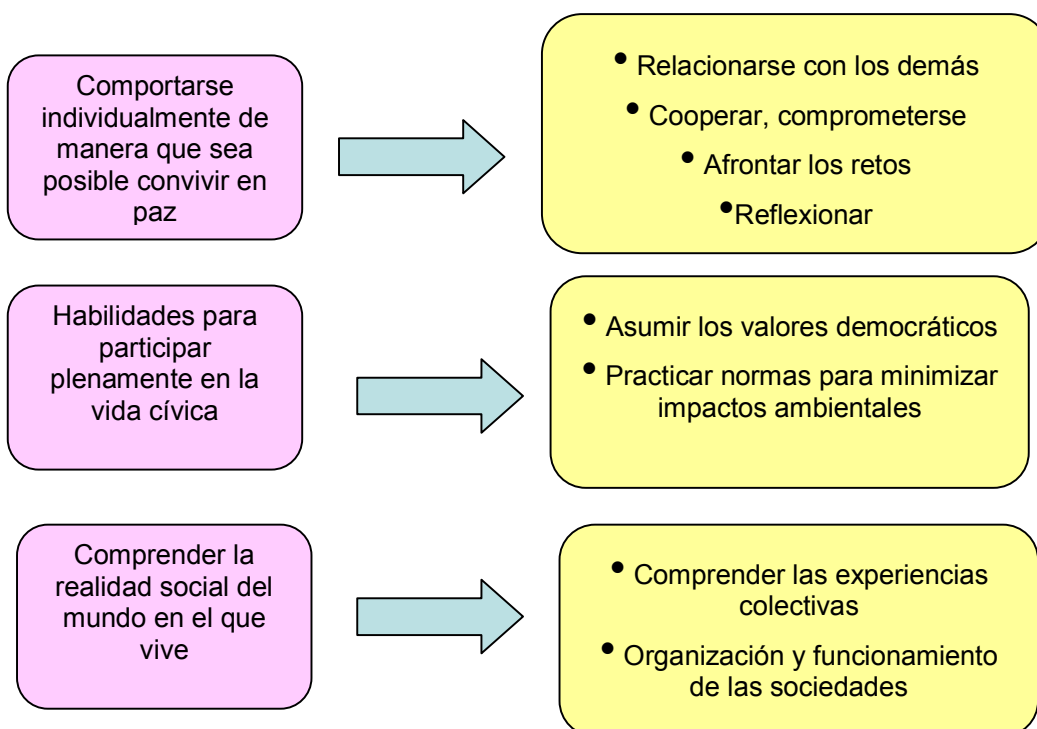 Comportarse
individualmente de
manera que sea
posible convivir en
paz
• Relacionarse con los demás
• Cooperar, comprometerse
• Afrontar los retos
•Reflexionar
Habilidades para
participar
plenamente en la
vida cívica
• Asumir los valores democráticos
• Practicar normas para minimizar
impactos ambientales
Comprender la
realidad social del
mundo en el que
vive
• Comprender las experiencias
colectivas
• Organización y funcionamiento
de las sociedades